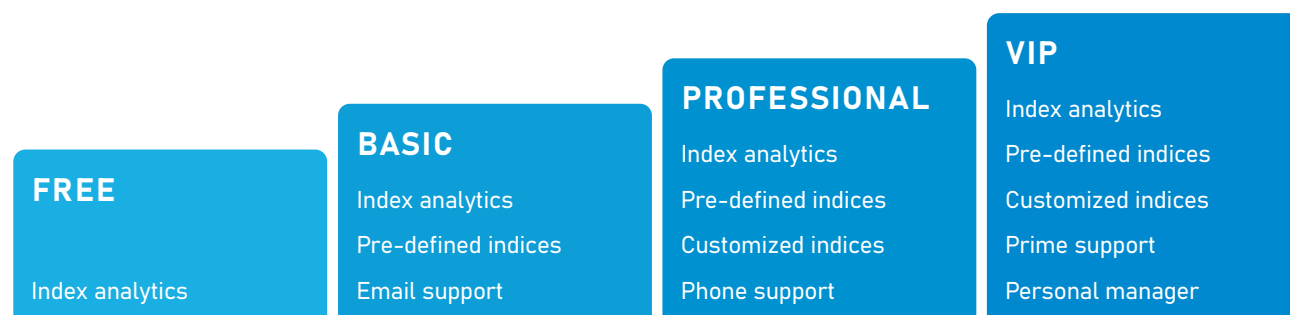 FREE
Index analytics
BASIC
Index analytics
Pre-defined indices
Email support
PROFESSIONAL
Index analytics
Pre-defined indices
Customized indices
Phone support
VIP
Index analytics
Pre-defined indices
Customized indices
Prime support
Personal manager